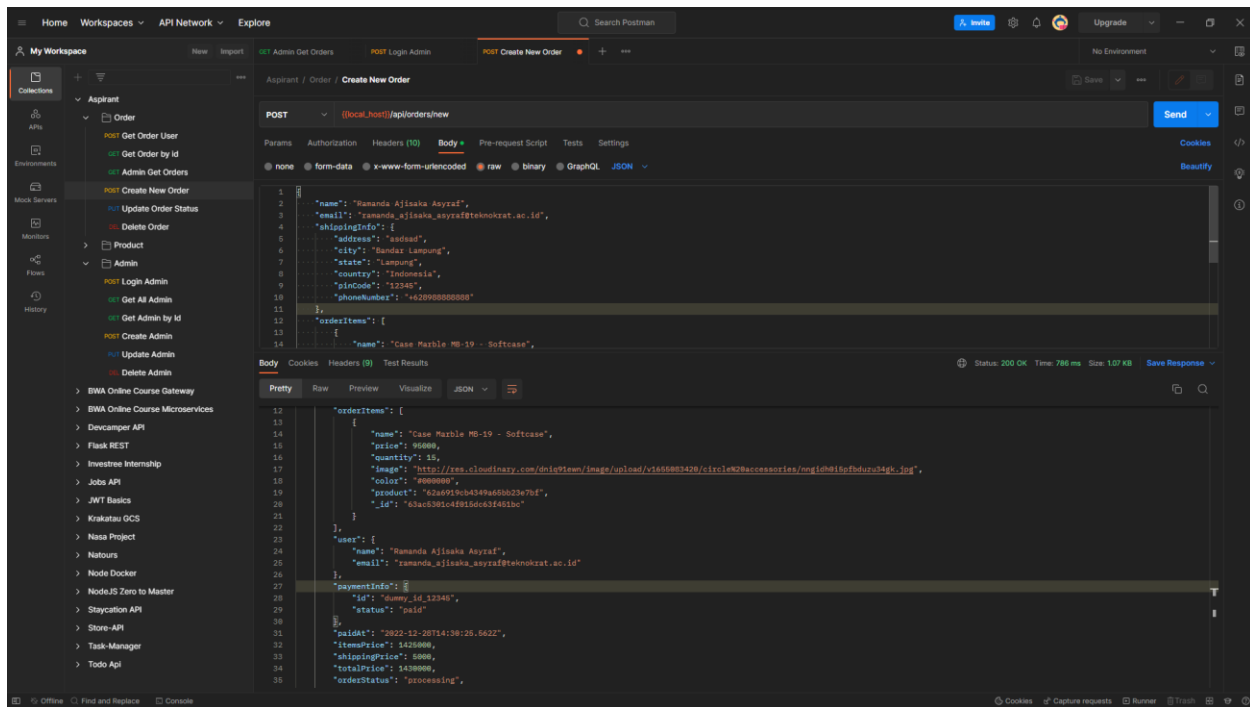 Home Workspaces API Network Explore Search Postman Invite Upgrade
My Workspace New Import GET Admin Get Orders POST Login Admin POST Create New Order No Environment
Collections
APIs
Environments
Mock Servers
Monitors
Flows
History
Aspirant
Order
POST Get Order User
GET Get Order by id
GET Admin Get Orders
POST Create New Order
PUT Update Order Status
DEL Delete Order
Product
Admin
POST Login Admin
GET Get All Admin
GET Get Admin by Id
POST Create Admin
PUT Update Admin
DEL Delete Admin
BWA Online Course Gateway
BWA Online Course Microservices
Devcamper API
Flask REST
Investree Internship
Jobs API
JWT Basics
Krakatau GCS
Nasa Project
Natours
Node Docker
NodeJS Zero to Master
Staycation API
Store-API
Task-Manager
Todo Api
Aspirant / Order / Create New Order Save
POST {{local_host}}/api/orders/new Send
Params Authorization Headers (10) Body Pre-request Script Tests Settings Cookies
none form-data x-www-form-urlencoded raw binary GraphQL JSON Beautify
1 {
2 "name": "Ramanda Ajisaka Asyraf",
3 "email": "ramanda_ajisaka_asyraf@teknokrat.ac.id",
4 "shippingInfo": {
5 "address": "asdsad",
6 "city": "Bandar Lampung",
7 "state": "Lampung",
8 "country": "Indonesia",
9 "pinCode": "12345",
10 "phoneNumber": "+628988888888"
11 },
12 "orderItems": [
13 {
14 "name": "Case Marble MB-19 - Softcase",
Body Cookies Headers (9) Test Results Status: 200 OK Time: 786 ms Size: 1.07 KB Save Response
Pretty Raw Preview Visualize JSON
12 "orderItems": [
13 {
14 "name": "Case Marble MB-19 - Softcase",
15 "price": 95000,
16 "quantity": 15,
17 "image": "http://res.cloudinary.com/dniq91ewn/image/upload/v1655083420/circle%20accessories/nngidh0i5pfbduzu34gk.jpg",
18 "color": "#000000",
19 "product": "62a6919cb4349a65bb23e7bf",
20 "_id": "63ac5301c4f015dc63f451bc"
21 }
22 ],
23 "user": {
24 "name": "Ramanda Ajisaka Asyraf",
25 "email": "ramanda_ajisaka_asyraf@teknokrat.ac.id"
26 },
27 "paymentInfo": {
28 "id": "dummy_id_12345",
29 "status": "paid"
30 },
31 "paidAt": "2022-12-28T14:30:25.562Z",
32 "itemsPrice": 1425000,
33 "shippingPrice": 5000,
34 "totalPrice": 1430000,
35 "orderStatus": "processing",
Offline Find and Replace Console Cookies Capture requests Runner Trash